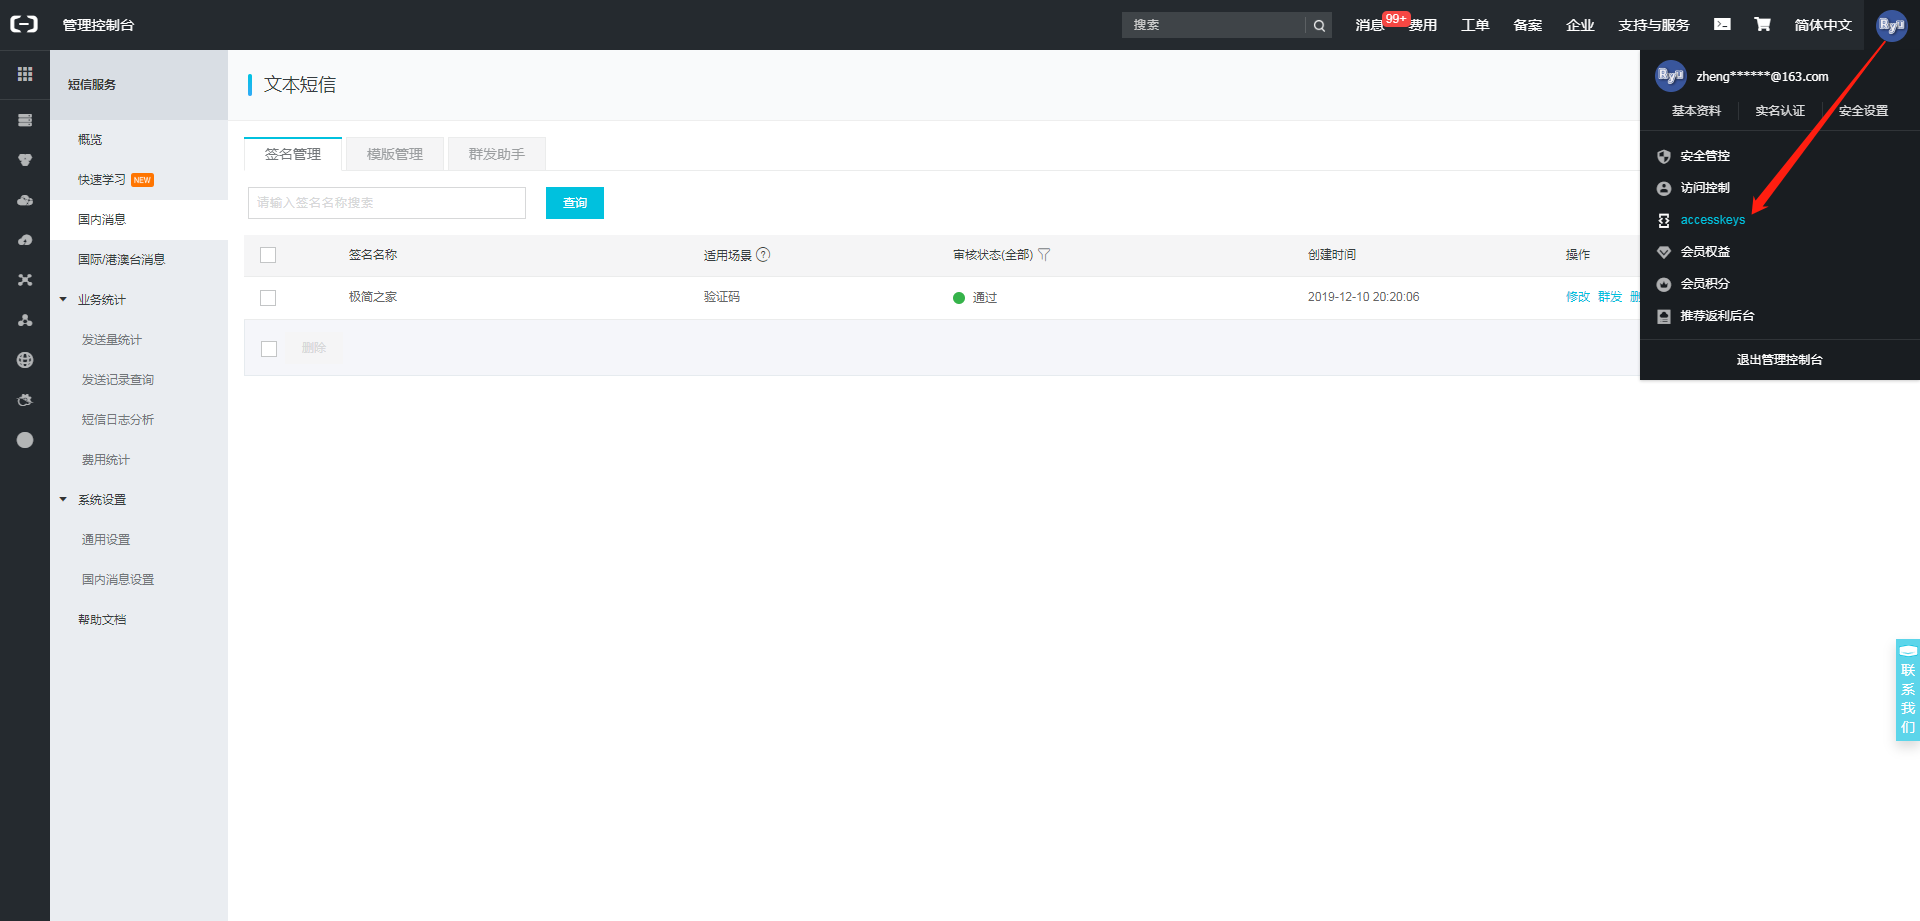 管理控制台
搜索
消息 99+ 费用 工单 备案 企业 支持与服务 简体中文 Ryu
短信服务
概览
快速学习 NEW
国内消息
国际/港澳台消息
业务统计
发送量统计
发送记录查询
短信日志分析
费用统计
系统设置
通用设置
国内消息设置
帮助文档
文本短信
签名管理 模版管理 群发助手
请输入签名名称搜索 查询
签名名称 适用场景 ? 审核状态(全部) 创建时间 操作
极简之家 验证码 通过 2019-12-10 20:20:06 修改 群发 删
删除
Ryu zheng******@163.com
基本资料 实名认证 安全设置
安全管控
访问控制
accesskeys
会员权益
会员积分
推荐返利后台
退出管理控制台
联系我们